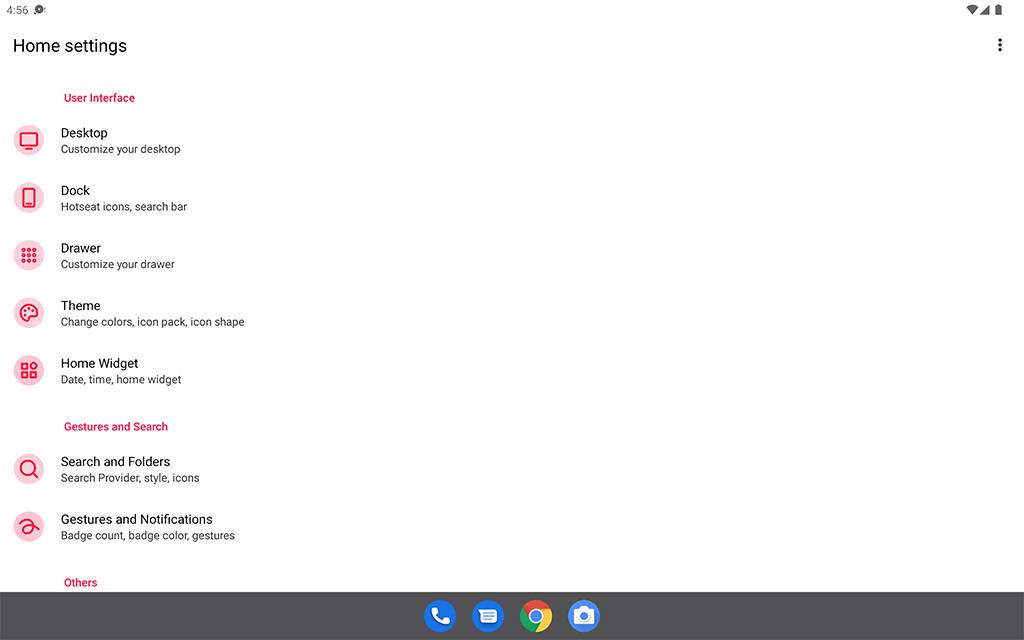 4:56
Home settings
User Interface
Desktop
Customize your desktop
Dock
Hotseat icons, search bar
Drawer
Customize your drawer
Theme
Change colors, icon pack, icon shape
Home Widget
Date, time, home widget
Gestures and Search
Search and Folders
Search Provider, style, icons
Gestures and Notifications
Badge count, badge color, gestures
Others